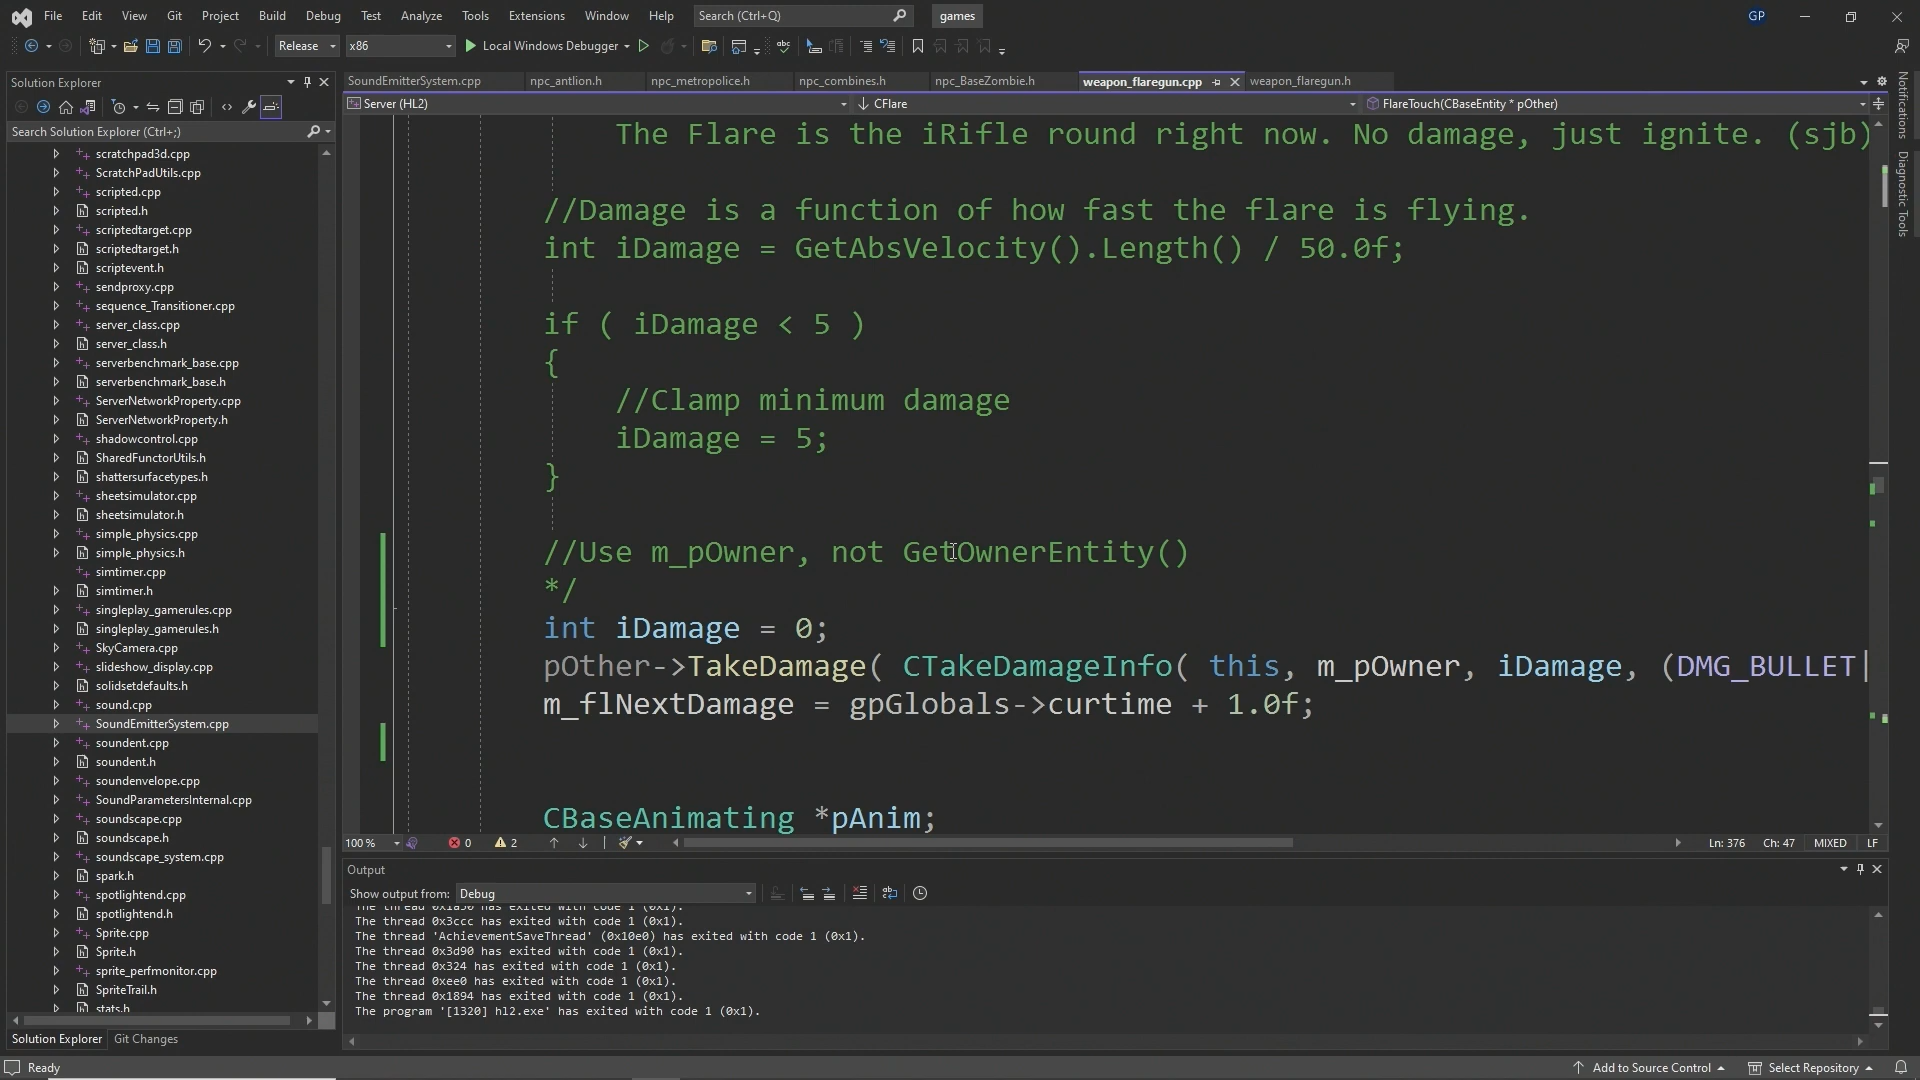 File Edit View Git Project Build Debug Test Analyze Tools Extensions Window Help Search (Ctrl+Q) games GP
Release x86 Local Windows Debugger
Solution Explorer
SoundEmitterSystem.cpp npc_antlion.h npc_metropolice.h npc_combines.h npc_BaseZombie.h weapon_flaregun.cpp weapon_flaregun.h
Server (HL2) CFlare FlareTouch(CBaseEntity * pOther)
Search Solution Explorer (Ctrl+;)
scratchpad3d.cpp
ScratchPadUtils.cpp
scripted.cpp
scripted.h
scriptedtarget.cpp
scriptedtarget.h
scriptevent.h
sendproxy.cpp
sequence_Transitioner.cpp
server_class.cpp
server_class.h
serverbenchmark_base.cpp
serverbenchmark_base.h
ServerNetworkProperty.cpp
ServerNetworkProperty.h
shadowcontrol.cpp
SharedFunctorUtils.h
shattersurfacetypes.h
sheetsimulator.cpp
sheetsimulator.h
simple_physics.cpp
simple_physics.h
simtimer.cpp
simtimer.h
singleplay_gamerules.cpp
singleplay_gamerules.h
SkyCamera.cpp
slideshow_display.cpp
solidsetdefaults.h
sound.cpp
SoundEmitterSystem.cpp
soundent.cpp
soundent.h
soundenvelope.cpp
SoundParametersInternal.cpp
soundscape.cpp
soundscape.h
soundscape_system.cpp
spark.h
spotlightend.cpp
spotlightend.h
Sprite.cpp
Sprite.h
sprite_perfmonitor.cpp
SpriteTrail.h
stats.h
Solution Explorer Git Changes
The Flare is the iRifle round right now. No damage, just ignite. (sjb)
//Damage is a function of how fast the flare is flying.
int iDamage = GetAbsVelocity().Length() / 50.0f;
if ( iDamage < 5 )
{
//Clamp minimum damage
iDamage = 5;
}
//Use m_pOwner, not GetOwnerEntity()
*/
int iDamage = 0;
pOther->TakeDamage( CTakeDamageInfo( this, m_pOwner, iDamage, (DMG_BULLET|
m_flNextDamage = gpGlobals->curtime + 1.0f;
CBaseAnimating *pAnim;
100 % 0 2 Ln: 376 Ch: 47 MIXED LF
Output
Show output from: Debug
The thread 0x1a50 has exited with code 1 (0x1).
The thread 0x3ccc has exited with code 1 (0x1).
The thread 'AchievementSaveThread' (0x10e0) has exited with code 1 (0x1).
The thread 0x3d90 has exited with code 1 (0x1).
The thread 0x324 has exited with code 1 (0x1).
The thread 0xee0 has exited with code 1 (0x1).
The thread 0x1894 has exited with code 1 (0x1).
The program '[1320] hl2.exe' has exited with code 1 (0x1).
Notifications
Diagnostic Tools
Ready Add to Source Control Select Repository